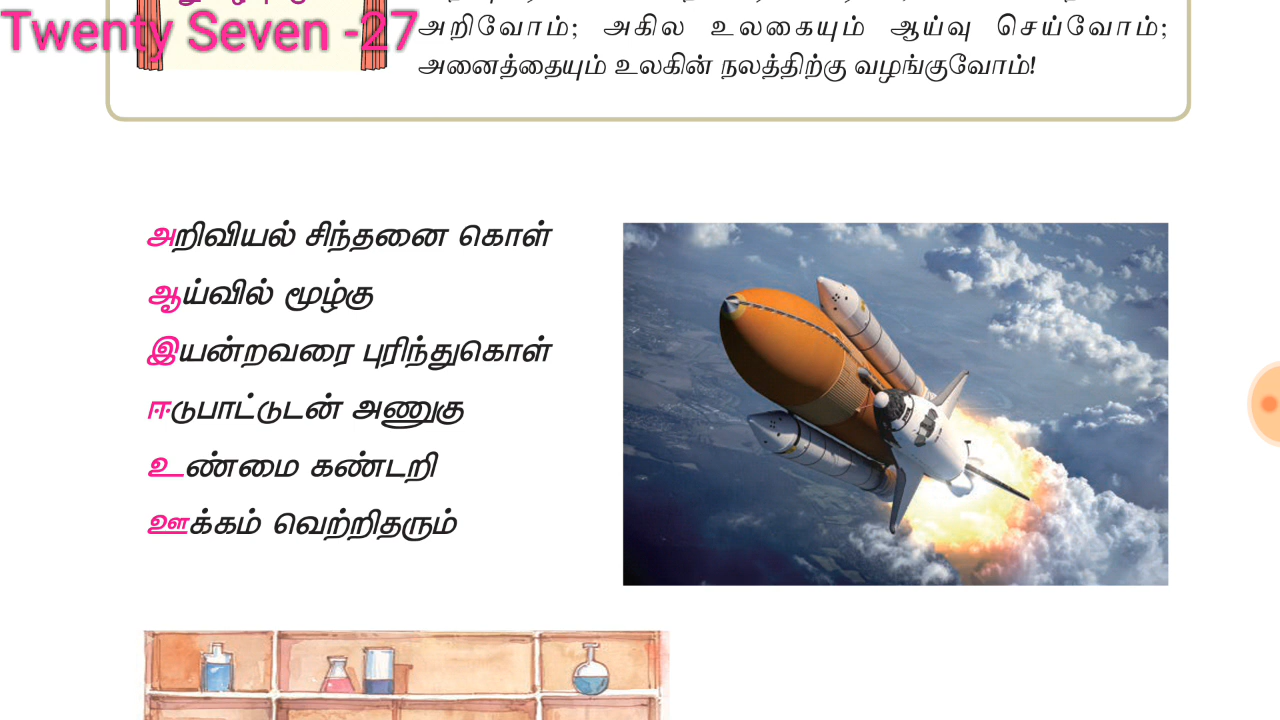 Twenty Seven -27
அறிவோம்; அகில உலகையும் ஆய்வு செய்வோம்;
அனைத்தையும் உலகின் நலத்திற்கு வழங்குவோம்!
அறிவியல் சிந்தனை கொள்
ஆய்வில் மூழ்கு
இயன்றவரை புரிந்துகொள்
ஈடுபாட்டுடன் அணுகு
உண்மை கண்டறி
ஊக்கம் வெற்றிதரும்